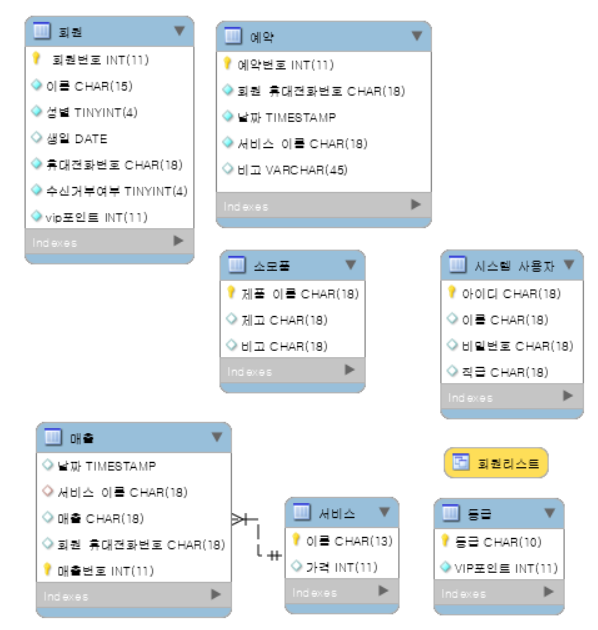 회원
회원번호 INT(11)
이름 CHAR(15)
성별 TINYINT(4)
생일 DATE
휴대전화번호 CHAR(18)
수신거부여부 TINYINT(4)
vip포인트 INT(11)
Indexes
예약
예약번호 INT(11)
회원 휴대전화번호 CHAR(18)
날짜 TIMESTAMP
서비스 이름 CHAR(18)
비고 VARCHAR(45)
Indexes
소모품
제품 이름 CHAR(18)
제고 CHAR(18)
비고 CHAR(18)
Indexes
시스템 사용자
아이디 CHAR(18)
이름 CHAR(18)
비밀번호 CHAR(18)
직급 CHAR(18)
Indexes
매출
날짜 TIMESTAMP
서비스 이름 CHAR(18)
매출 CHAR(18)
회원 휴대전화번호 CHAR(18)
매출번호 INT(11)
Indexes
회원리스트
서비스
이름 CHAR(13)
가격 INT(11)
Indexes
등급
등급 CHAR(10)
VIP포인트 INT(11)
Indexes